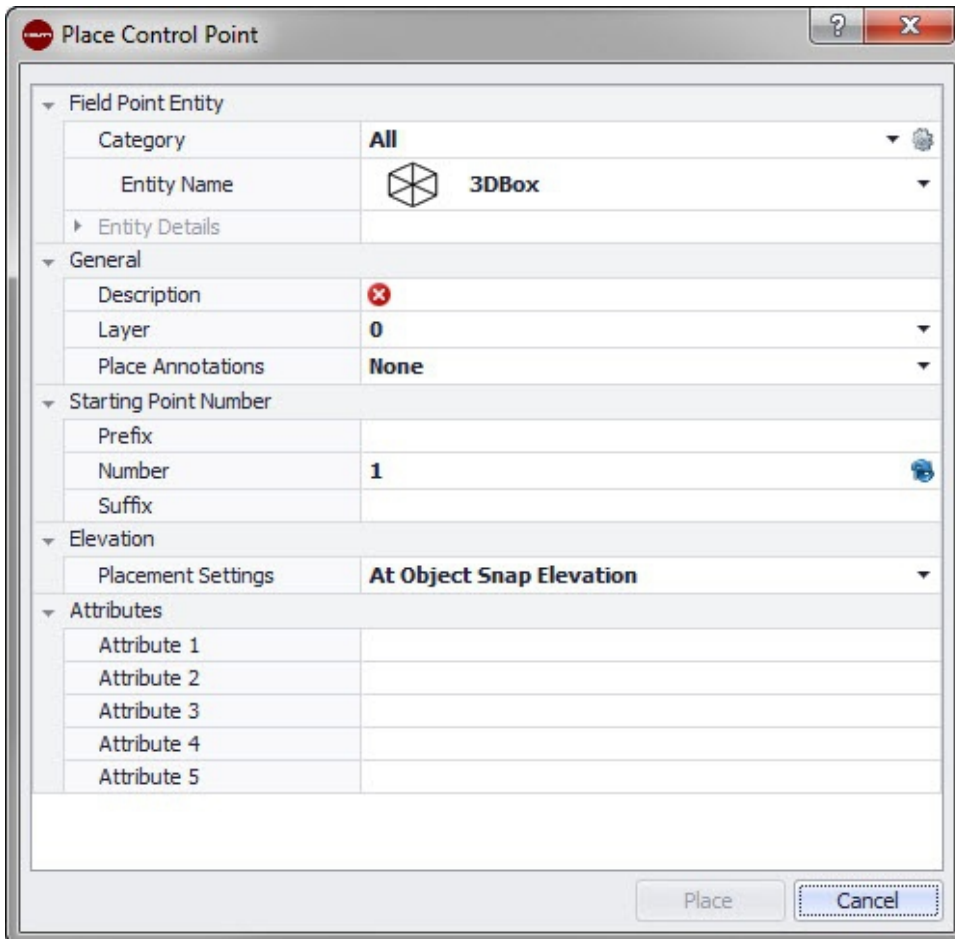 Place Control Point
Field Point Entity
Category All
Entity Name 3DBox
Entity Details
General
Description
Layer 0
Place Annotations None
Starting Point Number
Prefix
Number 1
Suffix
Elevation
Placement Settings At Object Snap Elevation
Attributes
Attribute 1
Attribute 2
Attribute 3
Attribute 4
Attribute 5
Place Cancel